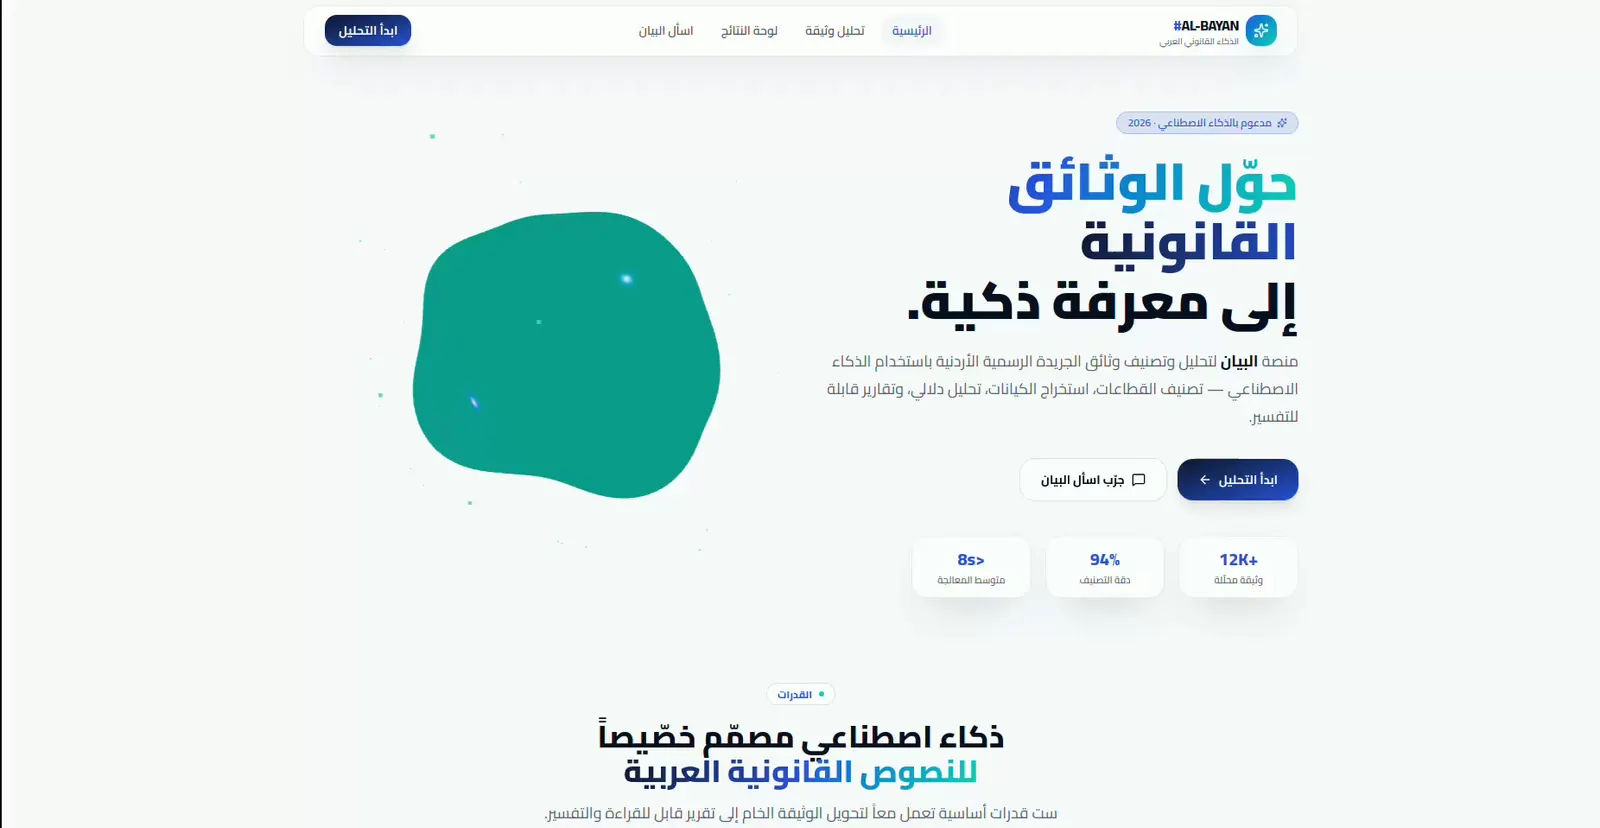 #AL-BAYAN
الذكاء القانوني العربي
الرئيسية
تحليل وثيقة
لوحة النتائج
اسأل البيان
ابدأ التحليل
مدعوم بالذكاء الاصطناعي · 2026
حوّل الوثائق
القانونية
إلى معرفة ذكية.
منصة البيان لتحليل وتصنيف وثائق الجريدة الرسمية الأردنية باستخدام الذكاء
الاصطناعي — تصنيف القطاعات، استخراج الكيانات، تحليل دلالي، وتقارير قابلة
للتفسير.
ابدأ التحليل ←
جرّب اسأل البيان
12K+
وثيقة محلّلة
94%
دقة التصنيف
8s>
متوسط المعالجة
القدرات
ذكاء اصطناعي مصمّم خصّيصاً
للنصوص القانونية العربية
ست قدرات أساسية تعمل معاً لتحويل الوثيقة الخام إلى تقرير قابل للقراءة والتفسير.